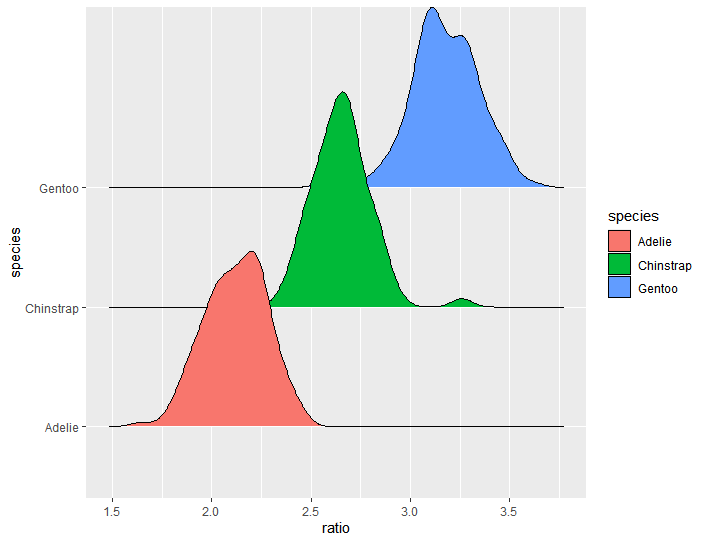 Gentoo
Chinstrap
Adelie
species
1.5 2.0 2.5 3.0 3.5
ratio
species
Adelie
Chinstrap
Gentoo